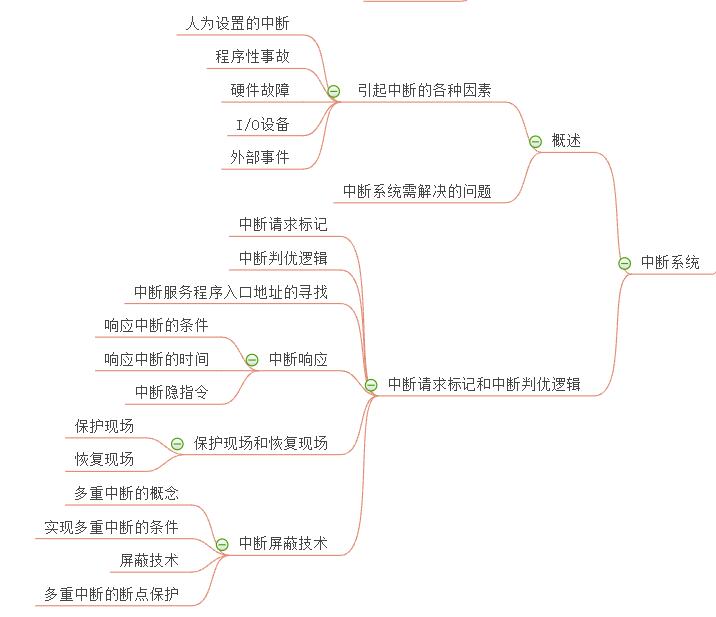 人为设置的中断
程序性事故
硬件故障
引起中断的各种因素
I/O设备
概述
外部事件
中断系统需解决的问题
中断请求标记
中断判优逻辑
中断系统
中断服务程序入口地址的寻找
响应中断的条件
响应中断的时间
中断响应
中断请求标记和中断判优逻辑
中断隐指令
保护现场
保护现场和恢复现场
恢复现场
多重中断的概念
实现多重中断的条件
中断屏蔽技术
屏蔽技术
多重中断的断点保护